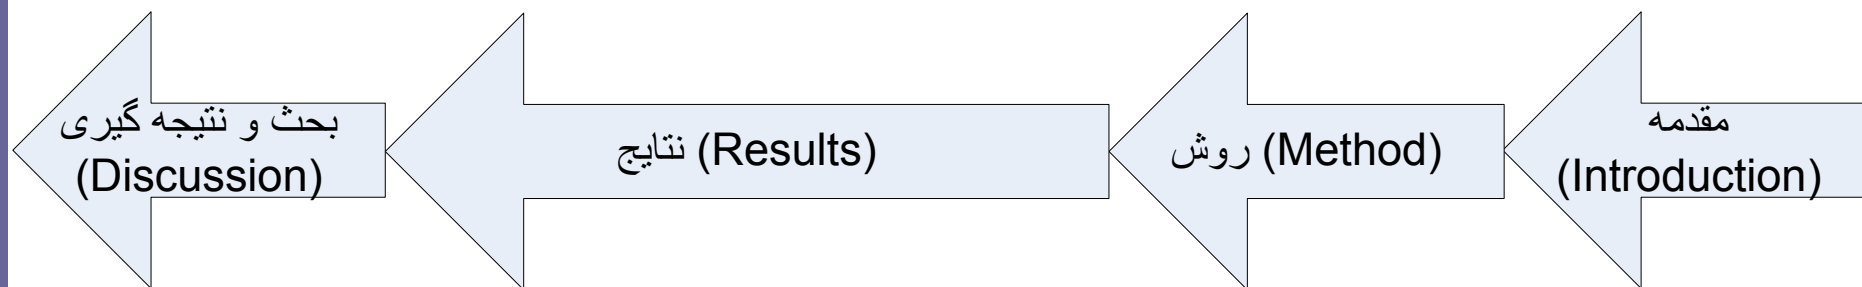 مقدمه
(Introduction)
روش (Method)
نتایج (Results)
بحث و نتیجه گیری
(Discussion)